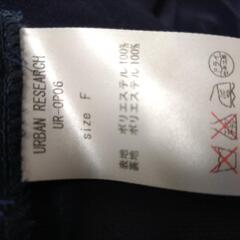 URBAN RESEARCH
UR-OP06
size F
表地 ポリエステル 100%
裏地 ポリエステル 100%